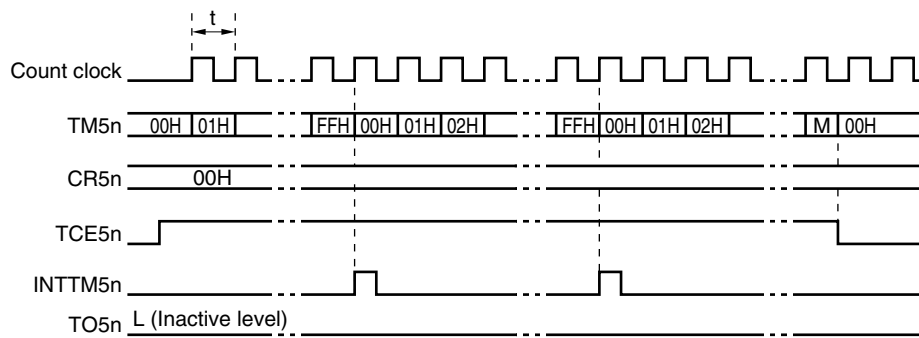 t
Count clock
TM5n 00H 01H FFH 00H 01H 02H FFH 00H 01H 02H M 00H
CR5n 00H
TCE5n
INTTM5n
TO5n L (Inactive level)